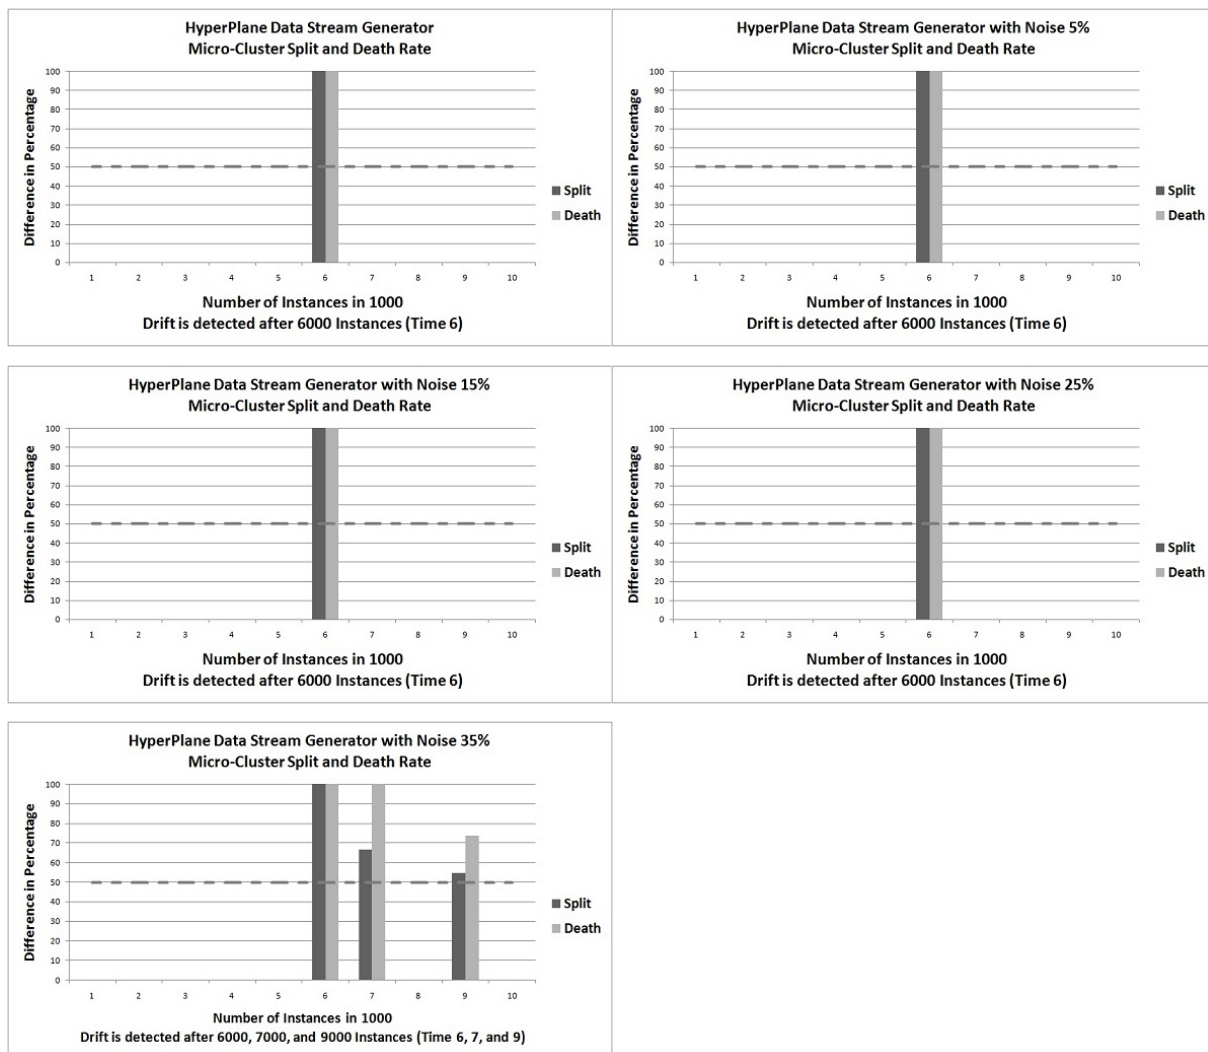 HyperPlane Data Stream Generator
Micro-Cluster Split and Death Rate
Difference in Percentage
100
90
80
70
60
50
40
30
20
10
0
1 2 3 4 5 6 7 8 9 10
Split
Death
Number of Instances in 1000
Drift is detected after 6000 Instances (Time 6)
HyperPlane Data Stream Generator with Noise 5%
Micro-Cluster Split and Death Rate
Difference in Percentage
100
90
80
70
60
50
40
30
20
10
0
1 2 3 4 5 6 7 8 9 10
Split
Death
Number of Instances in 1000
Drift is detected after 6000 Instances (Time 6)
HyperPlane Data Stream Generator with Noise 15%
Micro-Cluster Split and Death Rate
Difference in Percentage
100
90
80
70
60
50
40
30
20
10
0
1 2 3 4 5 6 7 8 9 10
Split
Death
Number of Instances in 1000
Drift is detected after 6000 Instances (Time 6)
HyperPlane Data Stream Generator with Noise 25%
Micro-Cluster Split and Death Rate
Difference in Percentage
100
90
80
70
60
50
40
30
20
10
0
1 2 3 4 5 6 7 8 9 10
Split
Death
Number of Instances in 1000
Drift is detected after 6000 Instances (Time 6)
HyperPlane Data Stream Generator with Noise 35%
Micro-Cluster Split and Death Rate
Difference in Percentage
100
90
80
70
60
50
40
30
20
10
0
1 2 3 4 5 6 7 8 9 10
Split
Death
Number of Instances in 1000
Drift is detected after 6000, 7000, and 9000 Instances (Time 6, 7, and 9)